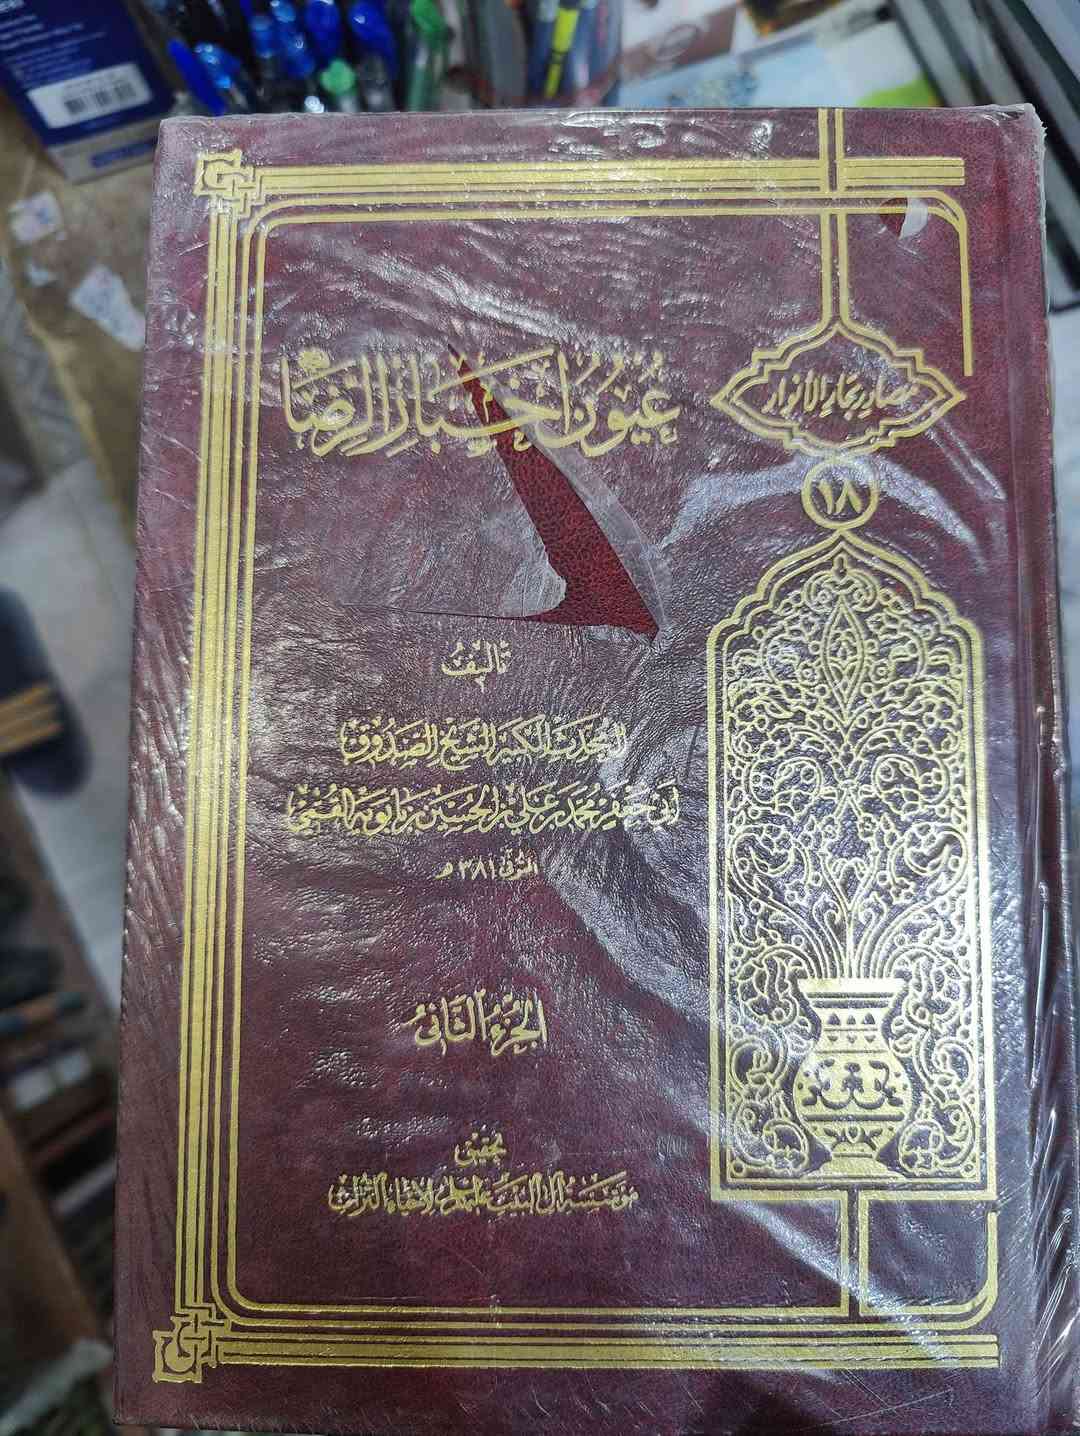 مصادر بحار الأنوار
١٨
عيون أخبار الرضا
تأليف
المحدث الكبير الشيخ الصدوق
أبي جعفر محمد بن علي بن الحسين بن بابويه القمي
المتوفى ٣٨١ هـ
الجزء الثاني
تحقيق
مؤسسة آل البيت عليهم السلام لإحياء التراث